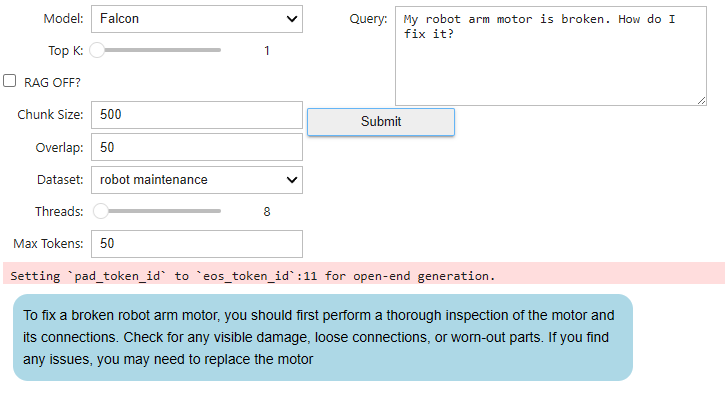 Model: Falcon
Query: My robot arm motor is broken. How do I
fix it?
Top K: 1
RAG OFF?
Chunk Size: 500
Submit
Overlap: 50
Dataset: robot maintenance
Threads: 8
Max Tokens: 50
Setting `pad_token_id` to `eos_token_id`:11 for open-end generation.
To fix a broken robot arm motor, you should first perform a thorough inspection of the motor and
its connections. Check for any visible damage, loose connections, or worn-out parts. If you find
any issues, you may need to replace the motor